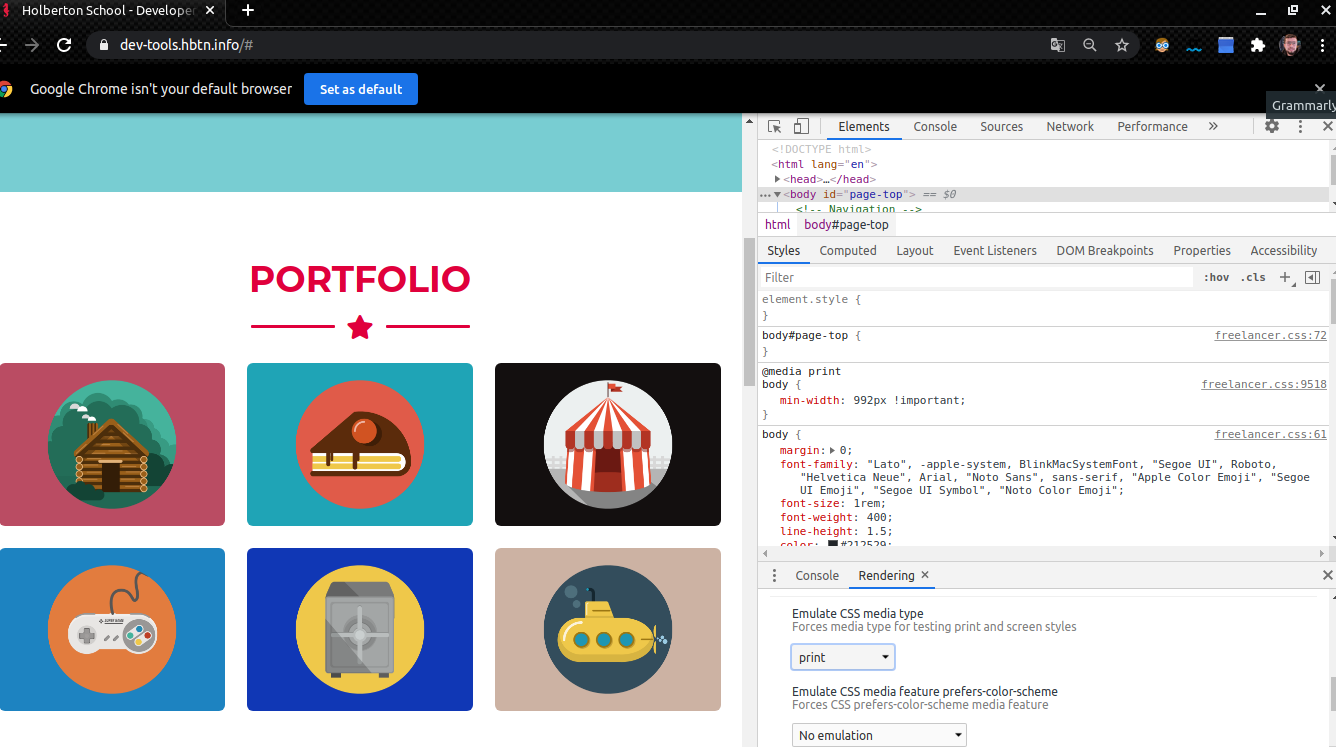 Holberton School - Developer
dev-tools.hbtn.info/#
Google Chrome isn't your default browser
Set as default
Grammarly
Elements Console Sources Network Performance
<!DOCTYPE html>
<html lang="en">
<head>…</head>
<body id="page-top"> == $0
<!-- Navigation -->
html body#page-top
Styles Computed Layout Event Listeners DOM Breakpoints Properties Accessibility
Filter :hov .cls
element.style {
}
body#page-top { freelancer.css:72
}
@media print
body { freelancer.css:9518
min-width: 992px !important;
}
body { freelancer.css:61
margin: 0;
font-family: "Lato", -apple-system, BlinkMacSystemFont, "Segoe UI", Roboto,
"Helvetica Neue", Arial, "Noto Sans", sans-serif, "Apple Color Emoji", "Segoe
UI Emoji", "Segoe UI Symbol", "Noto Color Emoji";
font-size: 1rem;
font-weight: 400;
line-height: 1.5;
color: #212529;
Console Rendering
Emulate CSS media type
Forces media type for testing print and screen styles
print
Emulate CSS media feature prefers-color-scheme
Forces CSS prefers-color-scheme media feature
No emulation
PORTFOLIO